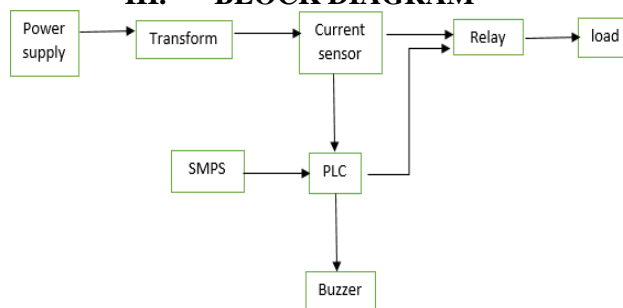 III. BLOCK DIAGRAM
Power
supply
Transform
Current
sensor
Relay
load
SMPS
PLC
Buzzer